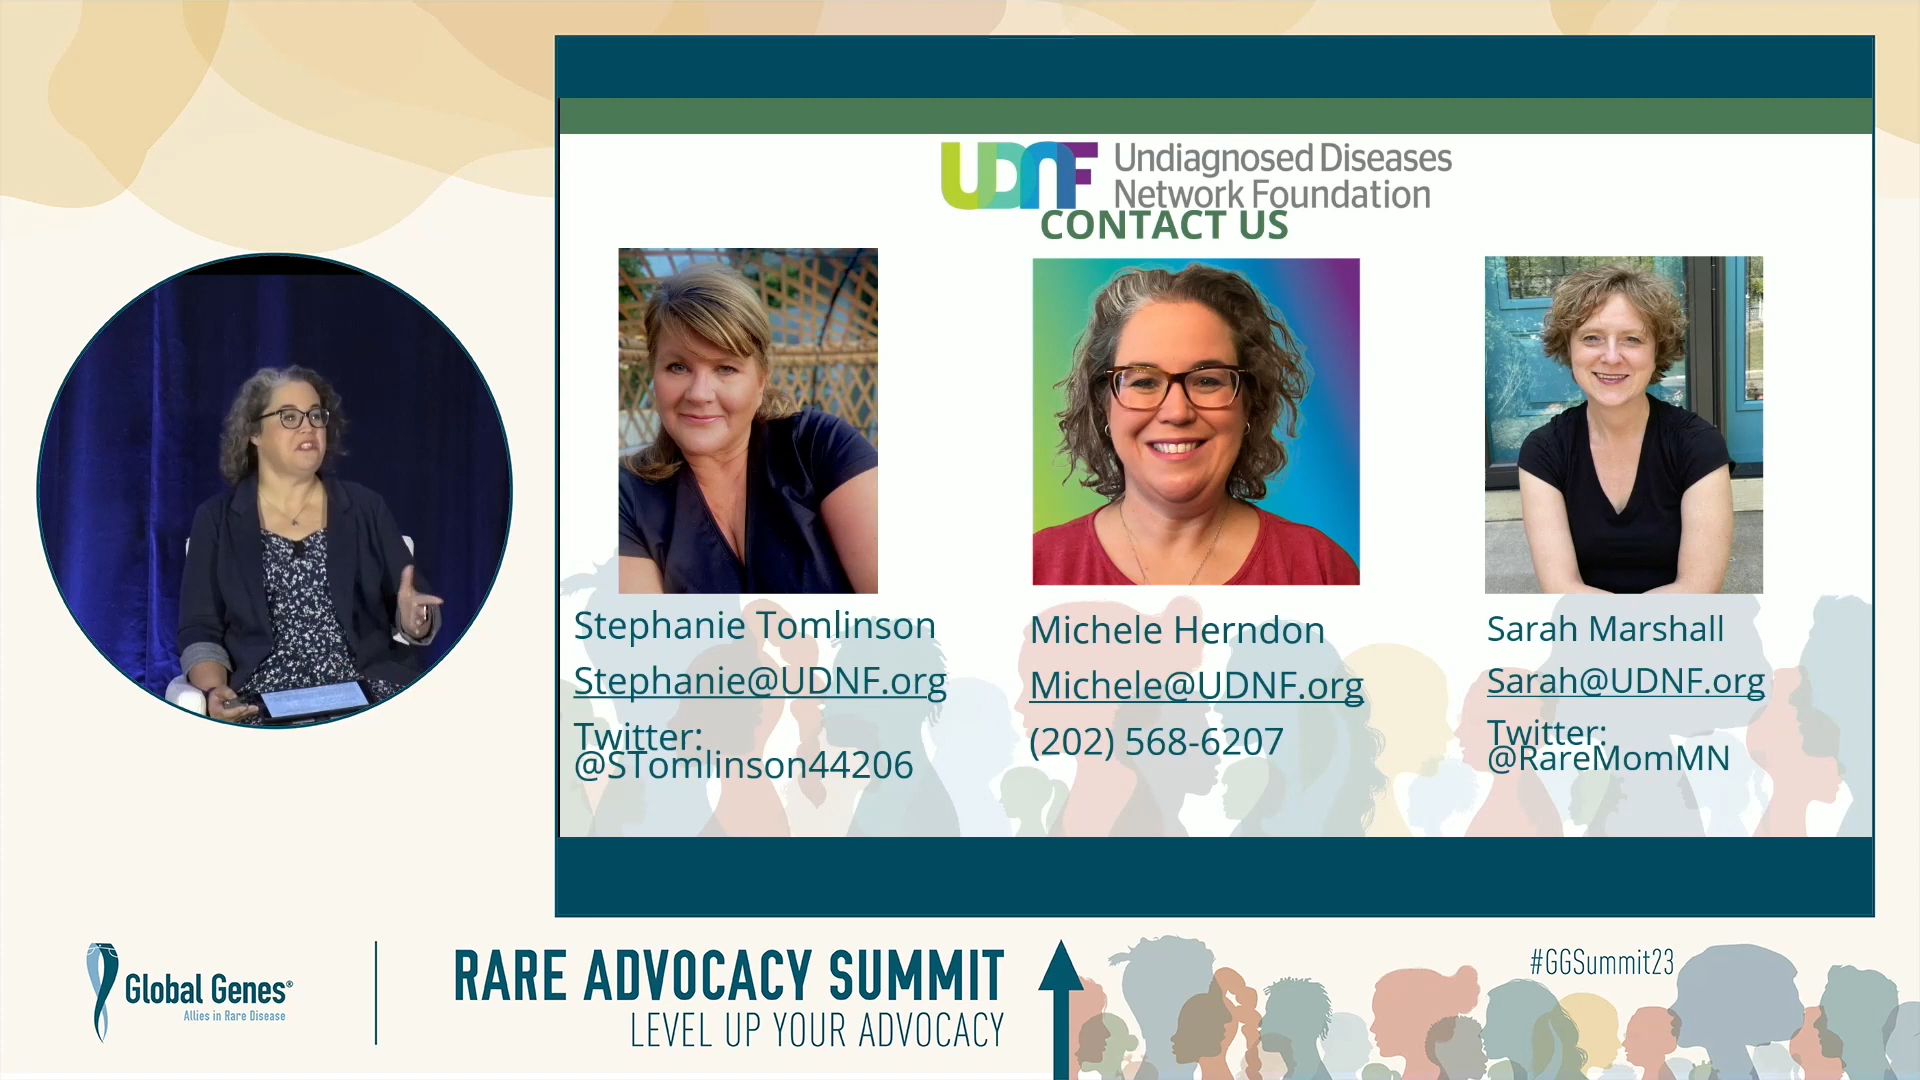 UDNF Undiagnosed Diseases
Network Foundation
CONTACT US
Stephanie Tomlinson
Stephanie@UDNF.org
Twitter:
@STomlinson44206
Michele Herndon
Michele@UDNF.org
(202) 568-6207
Sarah Marshall
Sarah@UDNF.org
Twitter:
@RareMomMN
Global Genes®
Allies in Rare Disease
RARE ADVOCACY SUMMIT
LEVEL UP YOUR ADVOCACY
#GGSummit23